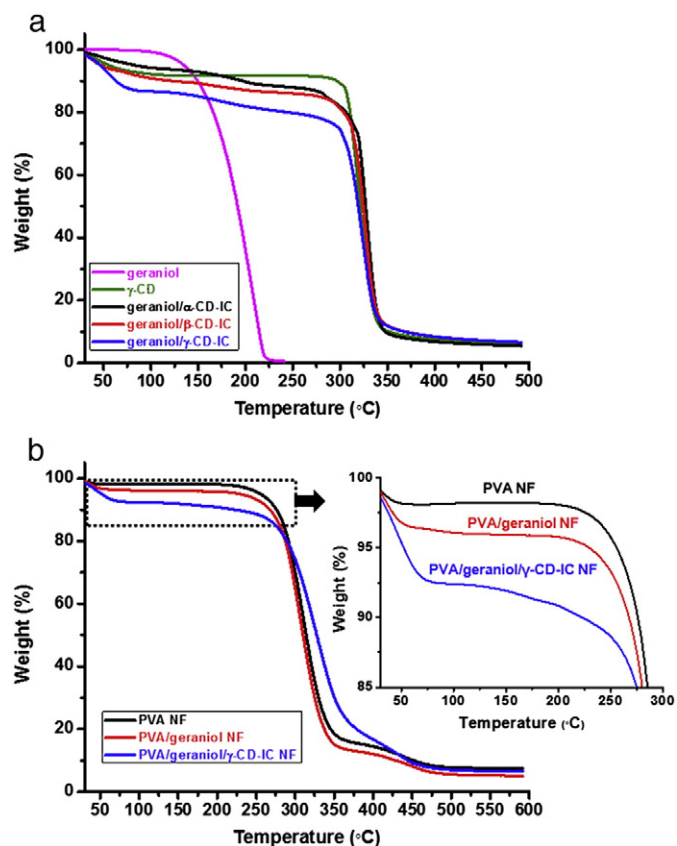 a
100
80
60
40
20
0
Weight (%)
geraniol
γ-CD
geraniol/α-CD-IC
geraniol/β-CD-IC
geraniol/γ-CD-IC
50 100 150 200 250 300 350 400 450 500
Temperature (°C)
b
100
80
60
40
20
0
Weight (%)
PVA NF
PVA/geraniol NF
PVA/geraniol/γ-CD-IC NF
50 100 150 200 250 300 350 400 450 500 550 600
Temperature (°C)
100
95
90
85
Weight (%)
PVA NF
PVA/geraniol NF
PVA/geraniol/γ-CD-IC NF
50 100 150 200 250 300
Temperature (°C)